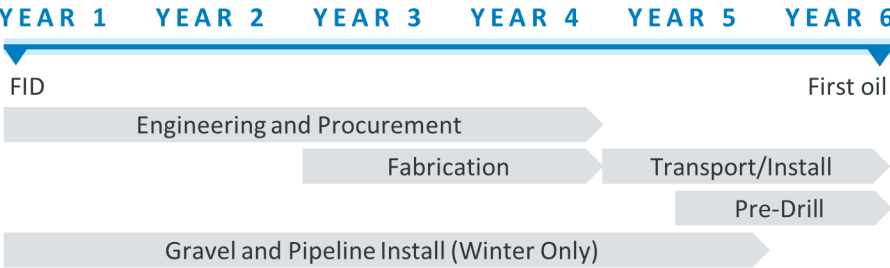 YEAR 1 YEAR 2 YEAR 3 YEAR 4 YEAR 5 YEAR 6
FID First oil
Engineering and Procurement
Fabrication Transport/Install
Pre-Drill
Gravel and Pipeline Install (Winter Only)